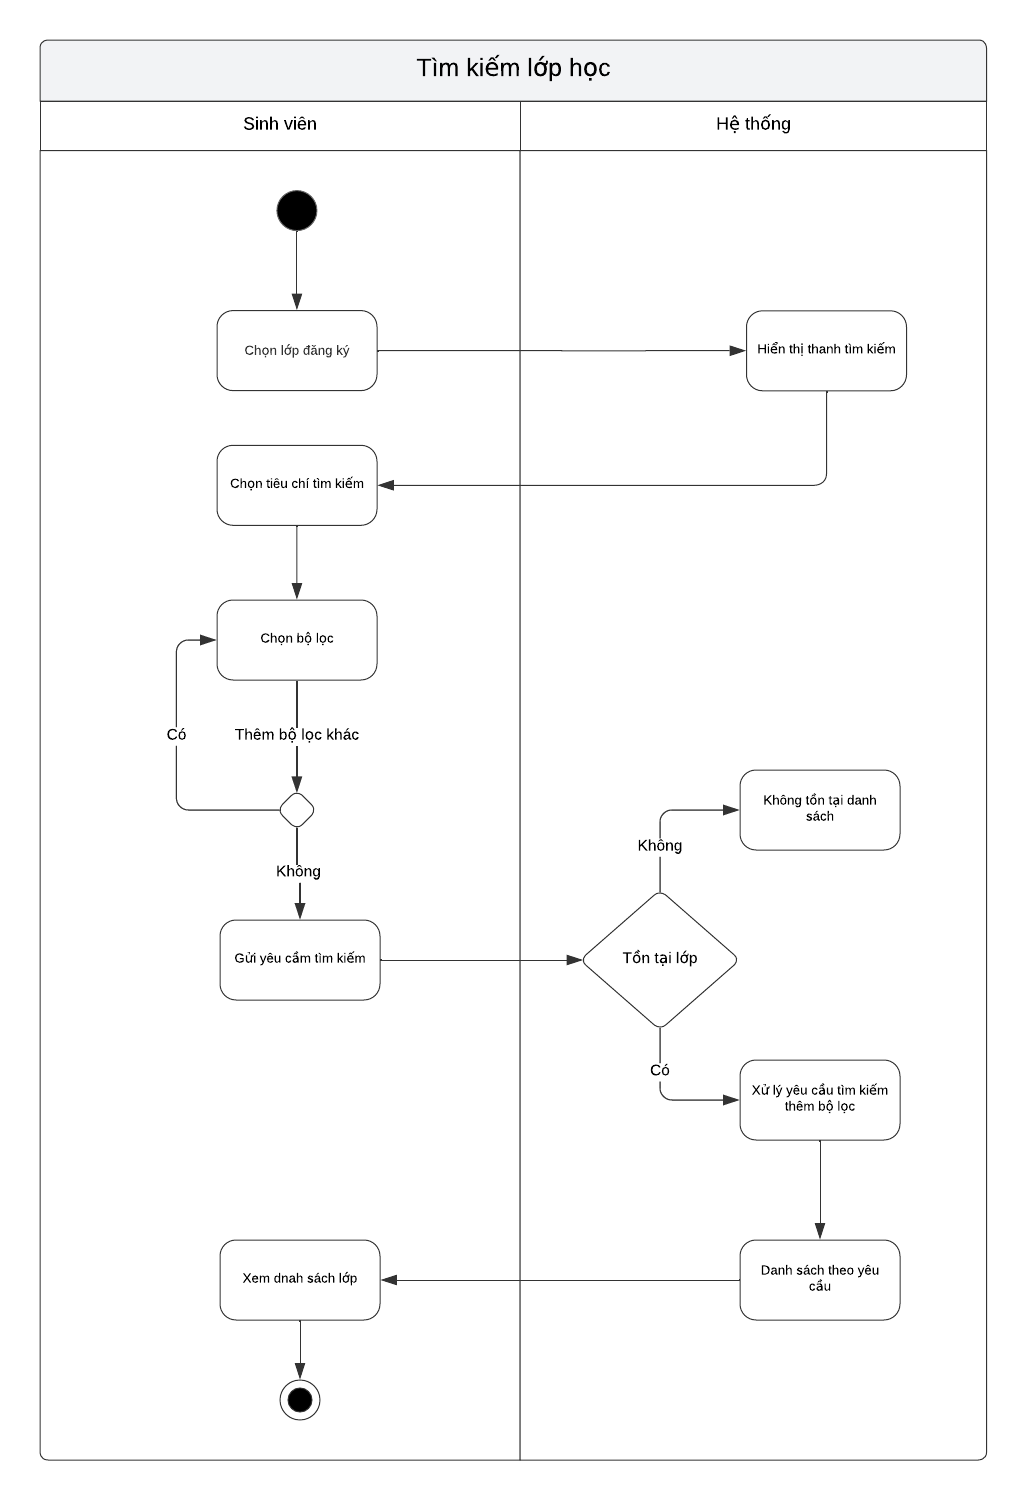 Tìm kiếm lớp học
Sinh viên
Hệ thống
Chọn lớp đăng ký
Hiển thị thanh tìm kiếm
Chọn tiêu chí tìm kiếm
Chọn bộ lọc
Có
Thêm bộ lọc khác
Không tồn tại danh
sách
Không
Không
Gửi yêu cầm tìm kiếm
Tồn tại lớp
Có
Xử lý yêu cầu tìm kiếm
thêm bộ lọc
Xem dnah sách lớp
Danh sách theo yêu
cầu